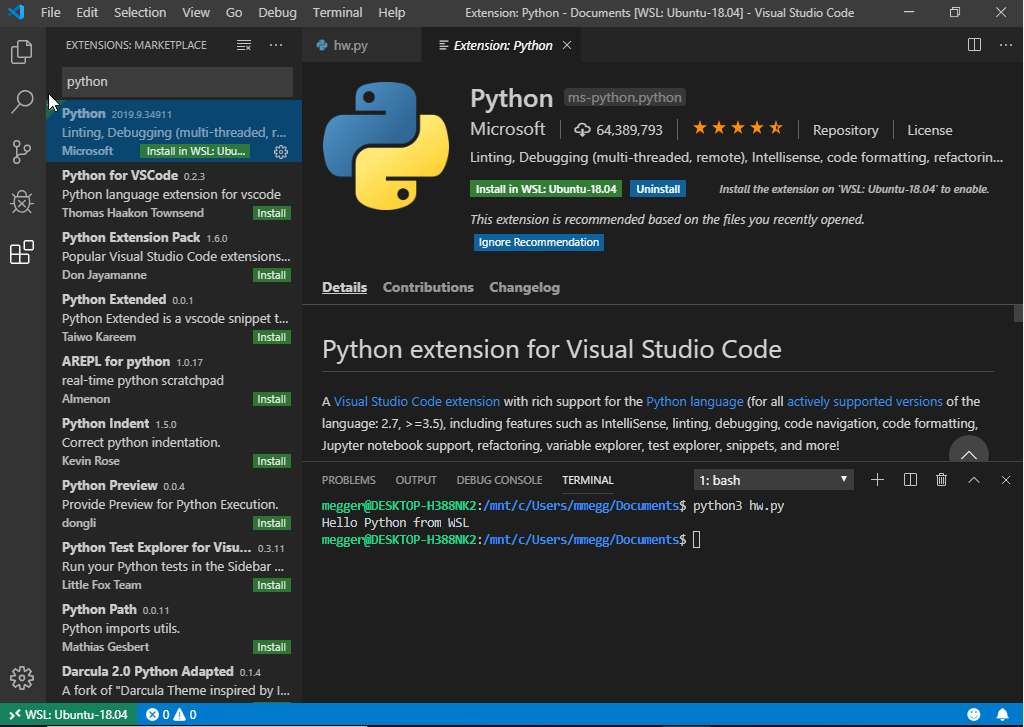 File Edit Selection View Go Debug Terminal Help Extension: Python - Documents [WSL: Ubuntu-18.04] - Visual Studio Code
EXTENSIONS: MARKETPLACE
python
Python 2019.9.34911
Linting, Debugging (multi-threaded, r...
Microsoft Install in WSL: Ubu...
Python for VSCode 0.2.3
Python language extension for vscode
Thomas Haakon Townsend Install
Python Extension Pack 1.6.0
Popular Visual Studio Code extensions...
Don Jayamanne Install
Python Extended 0.0.1
Python Extended is a vscode snippet t...
Taiwo Kareem Install
AREPL for python 1.0.17
real-time python scratchpad
Almenon Install
Python Indent 1.5.0
Correct python indentation.
Kevin Rose Install
Python Preview 0.0.4
Provide Preview for Python Execution.
dongli Install
Python Test Explorer for Visu... 0.3.11
Run your Python tests in the Sidebar ...
Little Fox Team Install
Python Path 0.0.11
Python imports utils.
Mathias Gesbert Install
Darcula 2.0 Python Adapted 0.1.4
A fork of "Darcula Theme inspired by I...
hw.py Extension: Python
Python ms-python.python
Microsoft 64,389,793 Repository License
Linting, Debugging (multi-threaded, remote), Intellisense, code formatting, refactorin...
Install in WSL: Ubuntu-18.04 Uninstall Install the extension on 'WSL: Ubuntu-18.04' to enable.
This extension is recommended based on the files you recently opened.
Ignore Recommendation
Details Contributions Changelog
Python extension for Visual Studio Code
A Visual Studio Code extension with rich support for the Python language (for all actively supported versions of the
language: 2.7, >=3.5), including features such as IntelliSense, linting, debugging, code navigation, code formatting,
Jupyter notebook support, refactoring, variable explorer, test explorer, snippets, and more!
PROBLEMS OUTPUT DEBUG CONSOLE TERMINAL 1: bash
megger@DESKTOP-H388NK2:/mnt/c/Users/mmegg/Documents$ python3 hw.py
Hello Python from WSL
megger@DESKTOP-H388NK2:/mnt/c/Users/mmegg/Documents$
WSL: Ubuntu-18.04 0 0